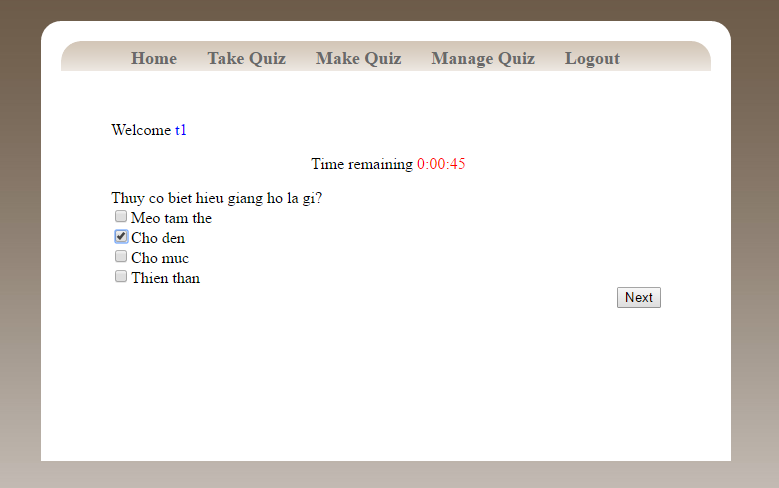 Home Take Quiz Make Quiz Manage Quiz Logout
Welcome t1
Time remaining 0:00:45
Thuy co biet hieu giang ho la gi?
Meo tam the
Cho den
Cho muc
Thien than
Next